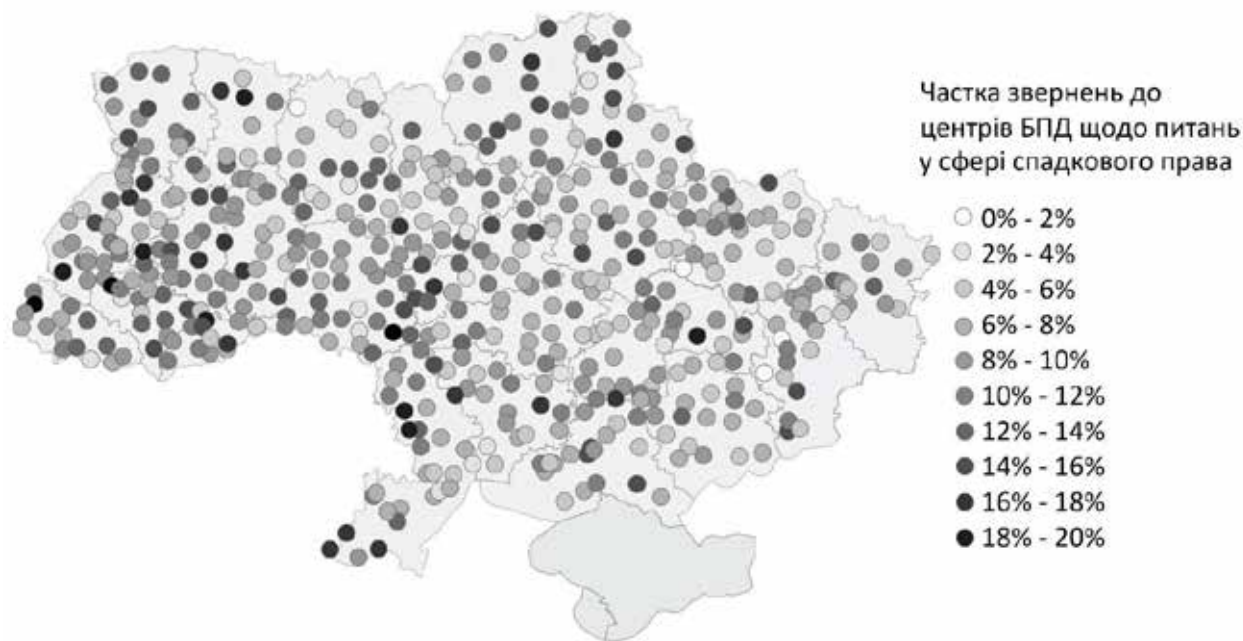 Частка звернень до
центрів БПД щодо питань
у сфері спадкового права
0% - 2%
2% - 4%
4% - 6%
6% - 8%
8% - 10%
10% - 12%
12% - 14%
14% - 16%
16% - 18%
18% - 20%